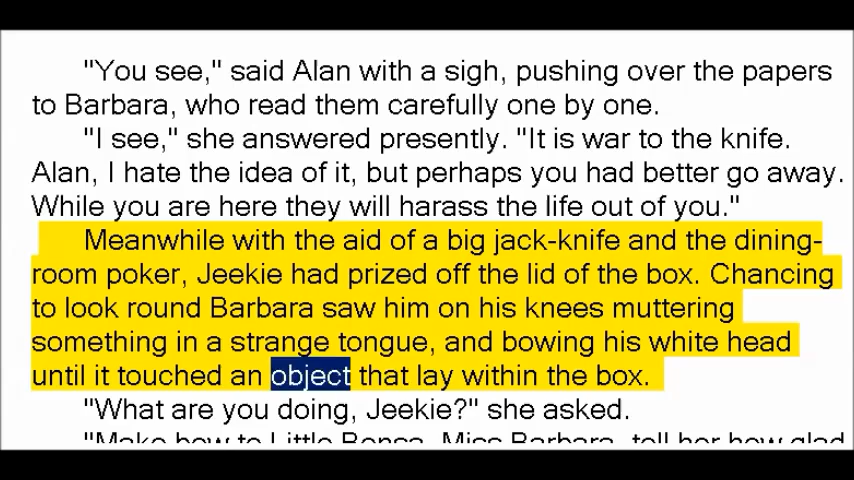 "You see," said Alan with a sigh, pushing over the papers
to Barbara, who read them carefully one by one.
"I see," she answered presently. "It is war to the knife.
Alan, I hate the idea of it, but perhaps you had better go away.
While you are here they will harass the life out of you."
Meanwhile with the aid of a big jack-knife and the dining-
room poker, Jeekie had prized off the lid of the box. Chancing
to look round Barbara saw him on his knees muttering
something in a strange tongue, and bowing his white head
until it touched an object that lay within the box.
"What are you doing, Jeekie?" she asked.
"Make bow to Little Bonsa, Miss Barbara, tell her how glad